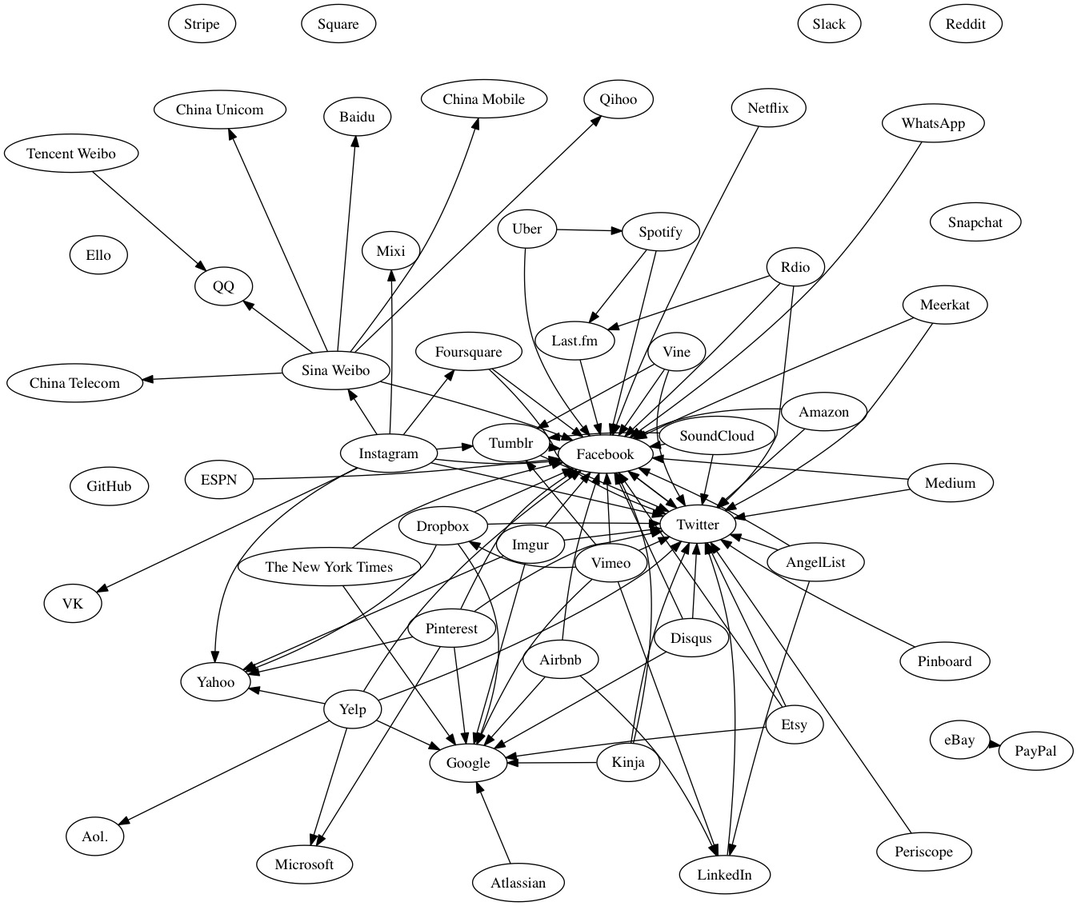 Stripe
Square
Slack
Reddit
China Unicom
Baidu
China Mobile
Qihoo
Netflix
WhatsApp
Tencent Weibo
Ello
QQ
Mixi
Uber
Spotify
Rdio
Snapchat
Meerkat
China Telecom
Sina Weibo
Foursquare
Last.fm
Vine
Amazon
Instagram
Tumblr
Facebook
SoundCloud
GitHub
ESPN
Medium
Dropbox
Twitter
Imgur
The New York Times
Vimeo
AngelList
VK
Pinterest
Disqus
Airbnb
Pinboard
Yahoo
Yelp
Etsy
eBay
PayPal
Google
Kinja
Aol.
Microsoft
Atlassian
LinkedIn
Periscope